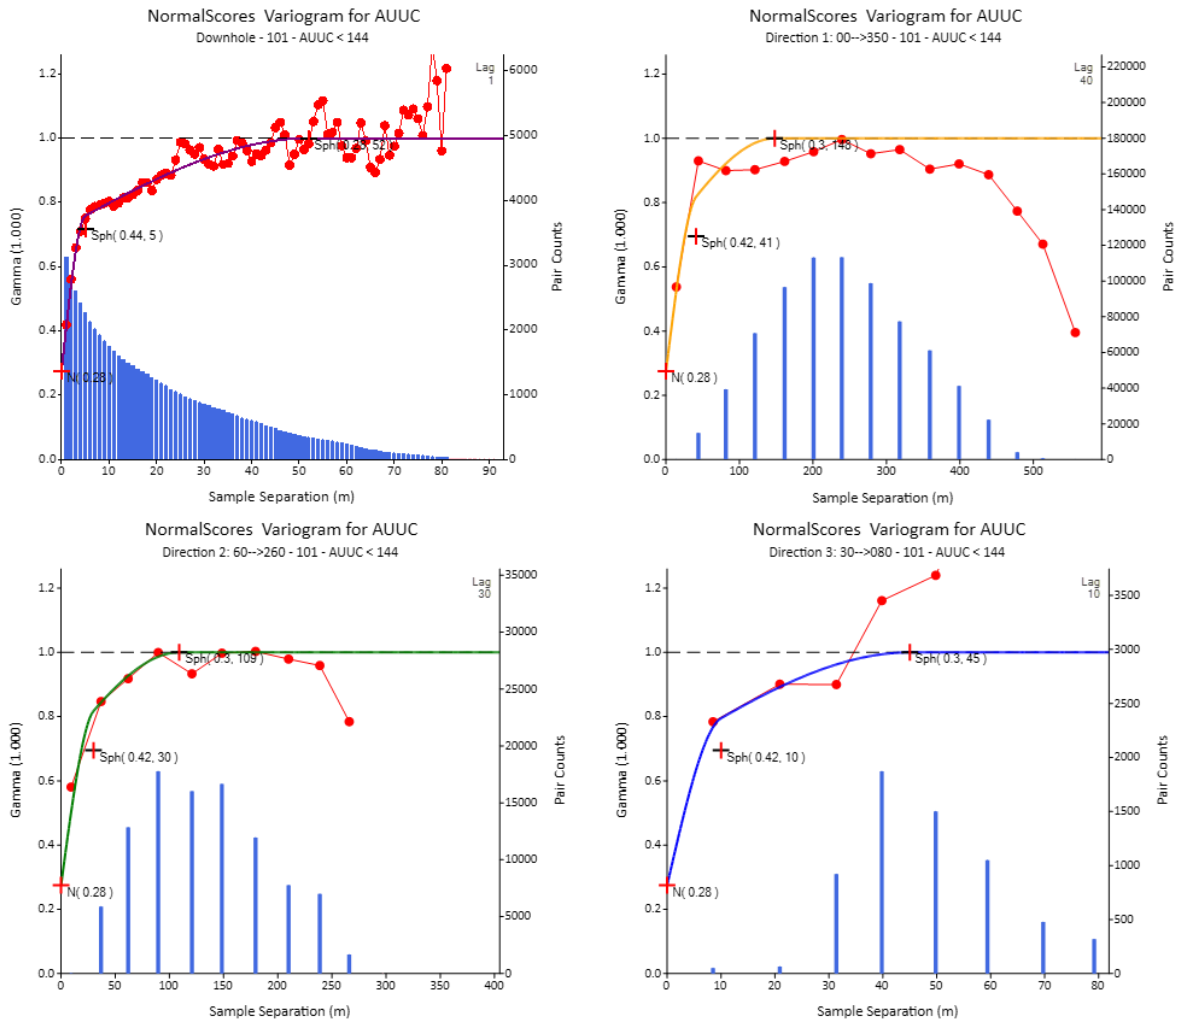 NormalScores Variogram for AUUC
Downhole - 101 - AUUC < 144
Lag
1
1.2
1.0
0.8
0.6
0.4
0.2
0.0
Gamma (1.000)
6000
5000
4000
3000
2000
1000
0
Pair Counts
Sph( 0.44, 5 )
N( 0.28 )
0 10 20 30 40 50 60 70 80 90
Sample Separation (m)
NormalScores Variogram for AUUC
Direction 1: 00-->350 - 101 - AUUC < 144
Lag
40
1.2
1.0
0.8
0.6
0.4
0.2
0.0
Gamma (1.000)
220000
200000
180000
160000
140000
120000
100000
80000
60000
40000
20000
0
Pair Counts
Sph( 0.3, 148 )
Sph( 0.42, 41 )
N( 0.28 )
0 100 200 300 400 500
Sample Separation (m)
NormalScores Variogram for AUUC
Direction 2: 60-->260 - 101 - AUUC < 144
Lag
30
1.2
1.0
0.8
0.6
0.4
0.2
0.0
Gamma (1.000)
35000
30000
25000
20000
15000
10000
5000
0
Pair Counts
Sph( 0.3, 109 )
Sph( 0.42, 30 )
N( 0.28 )
0 50 100 150 200 250 300 350 400
Sample Separation (m)
NormalScores Variogram for AUUC
Direction 3: 30-->080 - 101 - AUUC < 144
Lag
10
1.2
1.0
0.8
0.6
0.4
0.2
0.0
Gamma (1.000)
3500
3000
2500
2000
1500
1000
500
0
Pair Counts
Sph( 0.3, 45 )
Sph( 0.42, 10 )
N( 0.28 )
0 10 20 30 40 50 60 70 80
Sample Separation (m)